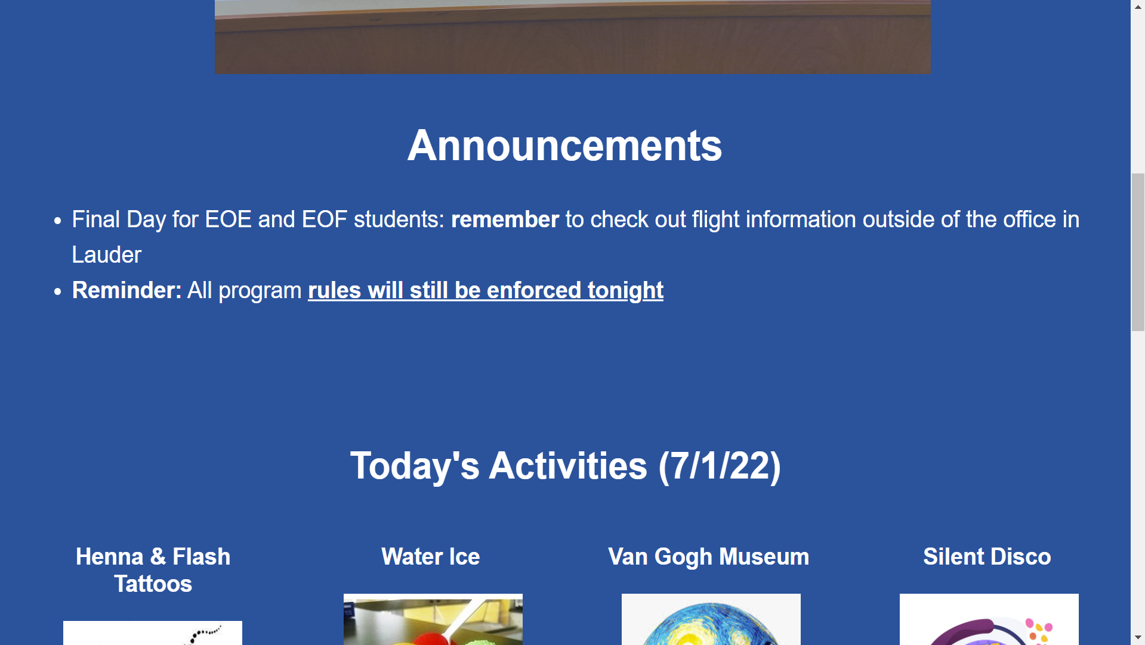 Announcements
Final Day for EOE and EOF students: remember to check out flight information outside of the office in
Lauder
Reminder: All program rules will still be enforced tonight
Today's Activities (7/1/22)
Henna & Flash
Tattoos
Water Ice
Van Gogh Museum
Silent Disco